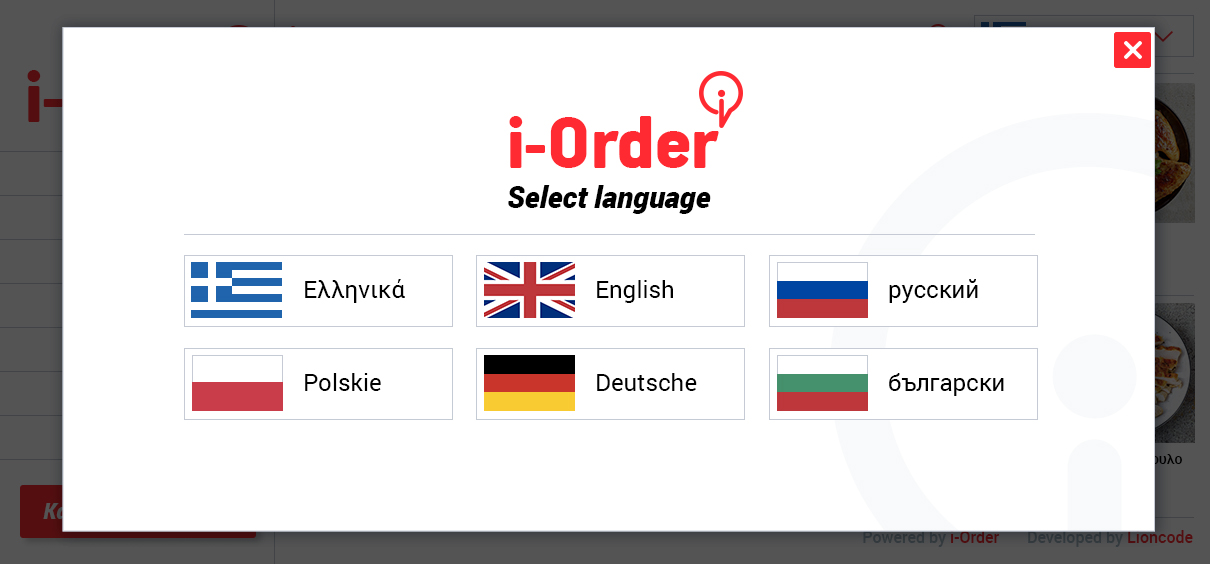 i-Order
Select language
Ελληνικά
English
русский
Polskie
Deutsche
български
Powered by i-Order
Developed by Lioncode